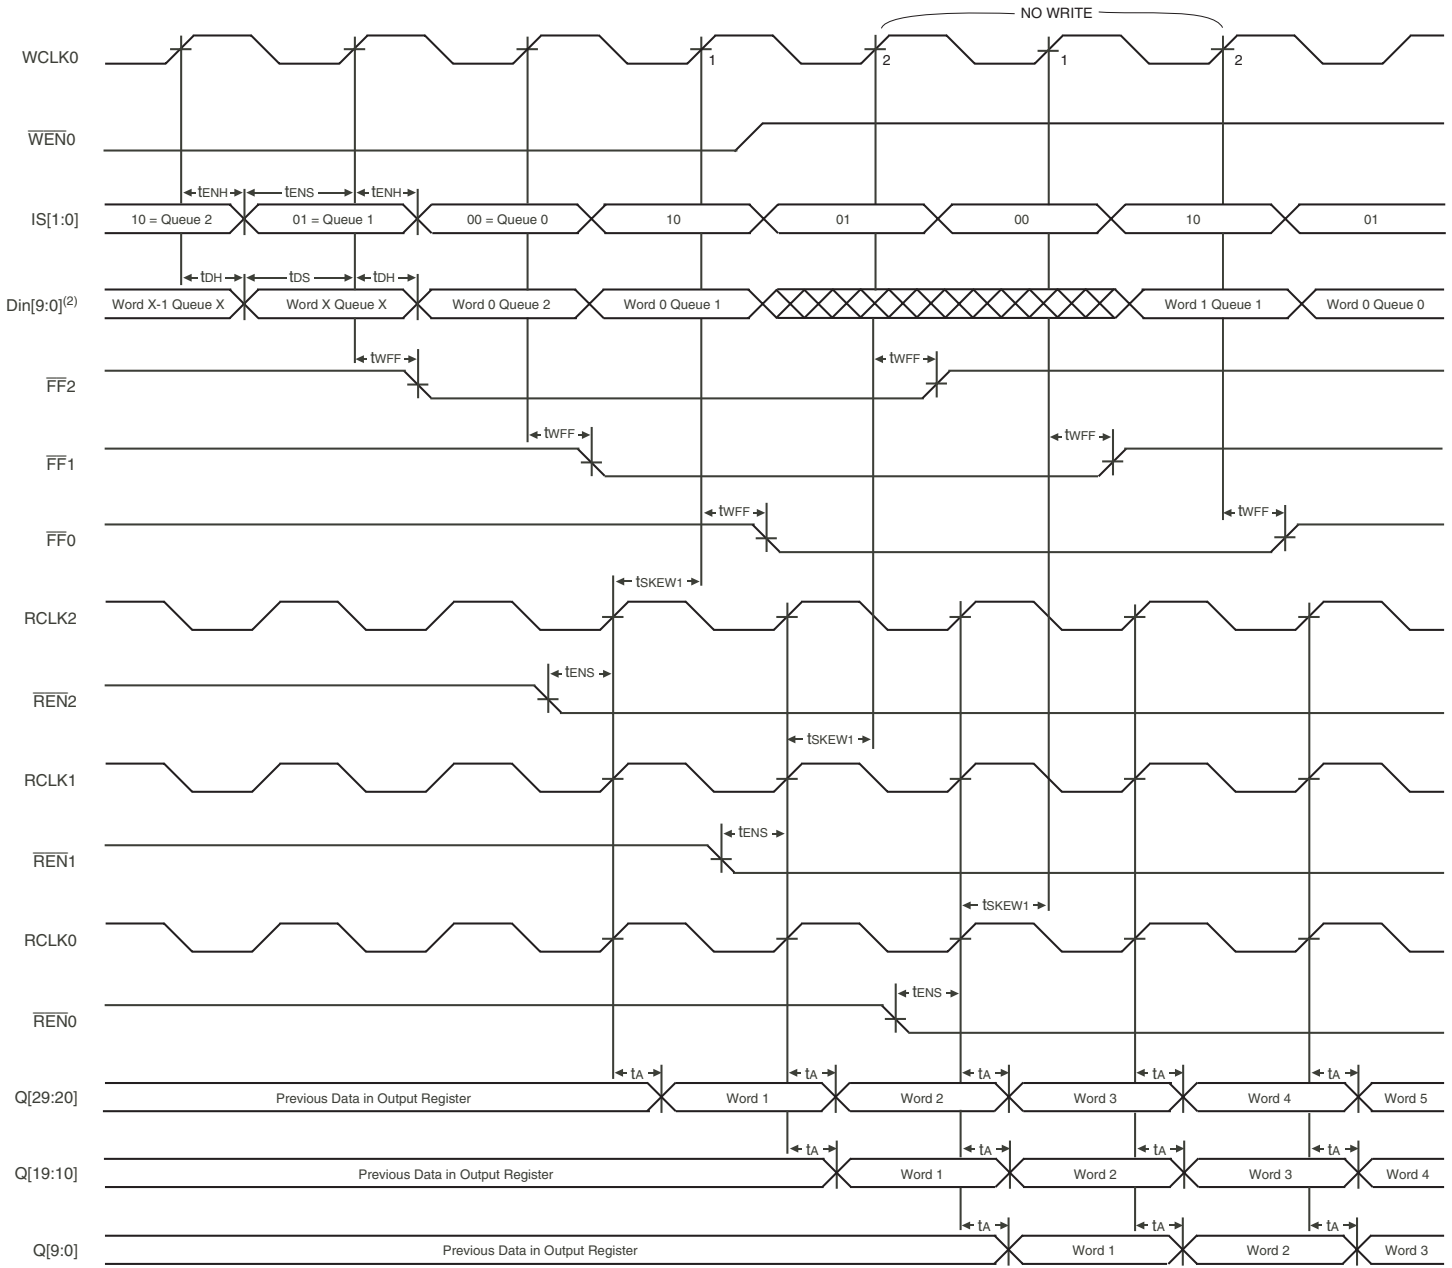 NO WRITE
WCLK0 1 2 1 2
WEN0
tENH tENS tENH
IS[1:0] 10 = Queue 2 01 = Queue 1 00 = Queue 0 10 01 00 10 01
tDH tDS tDH
Din[9:0](2) Word X-1 Queue X Word X Queue X Word 0 Queue 2 Word 0 Queue 1 Word 1 Queue 1 Word 0 Queue 0
tWFF tWFF
FF2
tWFF tWFF
FF1
tWFF tWFF
FF0
tSKEW1
RCLK2
tENS
REN2
tSKEW1
RCLK1
tENS
REN1
tSKEW1
RCLK0
tENS
REN0
tA tA tA tA tA
Q[29:20] Previous Data in Output Register Word 1 Word 2 Word 3 Word 4 Word 5
tA tA tA tA
Q[19:10] Previous Data in Output Register Word 1 Word 2 Word 3 Word 4
tA tA tA
Q[9:0] Previous Data in Output Register Word 1 Word 2 Word 3